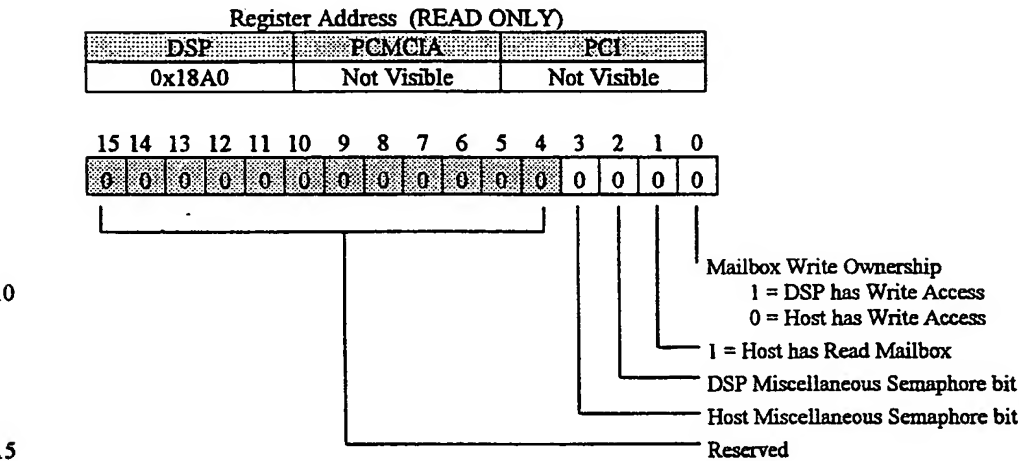 Register Address (READ ONLY)
DSP PCMCIA PCI
0x18A0 Not Visible Not Visible
15 14 13 12 11 10 9 8 7 6 5 4 3 2 1 0
0 0 0 0 0 0 0 0 0 0 0 0 0 0 0 0
Mailbox Write Ownership
1 = DSP has Write Access
0 = Host has Write Access
1 = Host has Read Mailbox
DSP Miscellaneous Semaphore bit
Host Miscellaneous Semaphore bit
Reserved